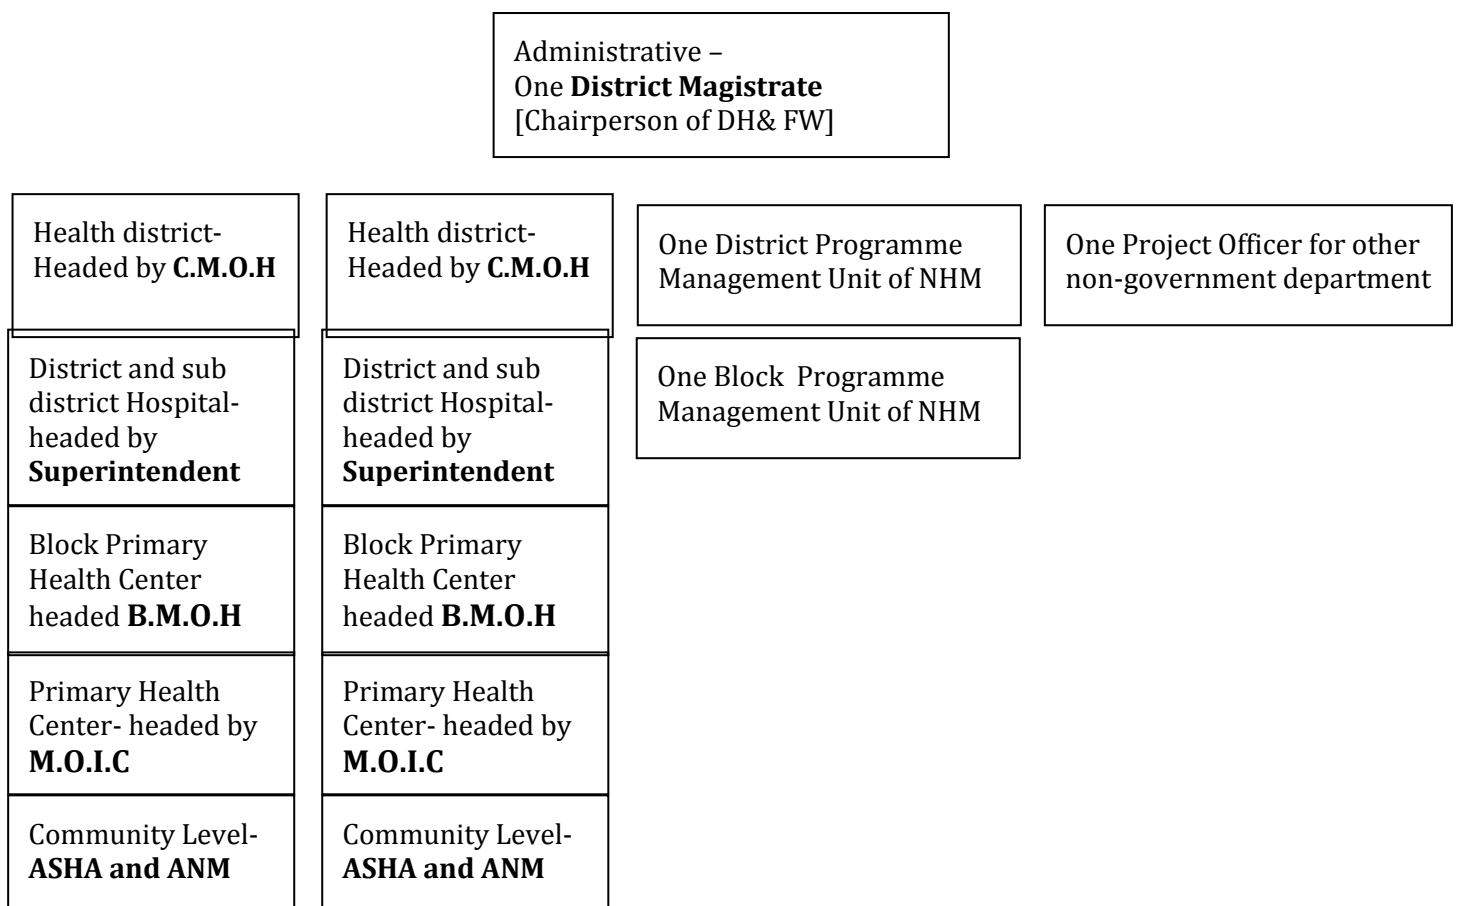 Administrative –
One District Magistrate
[Chairperson of DH& FW]
Health district-
Headed by C.M.O.H
Health district-
Headed by C.M.O.H
One District Programme
Management Unit of NHM
One Project Officer for other
non-government department
District and sub
district Hospital-
headed by
Superintendent
District and sub
district Hospital-
headed by
Superintendent
One Block  Programme
Management Unit of NHM
Block Primary
Health Center
headed B.M.O.H
Block Primary
Health Center
headed B.M.O.H
Primary Health
Center- headed by
M.O.I.C
Primary Health
Center- headed by
M.O.I.C
Community Level-
ASHA and ANM
Community Level-
ASHA and ANM